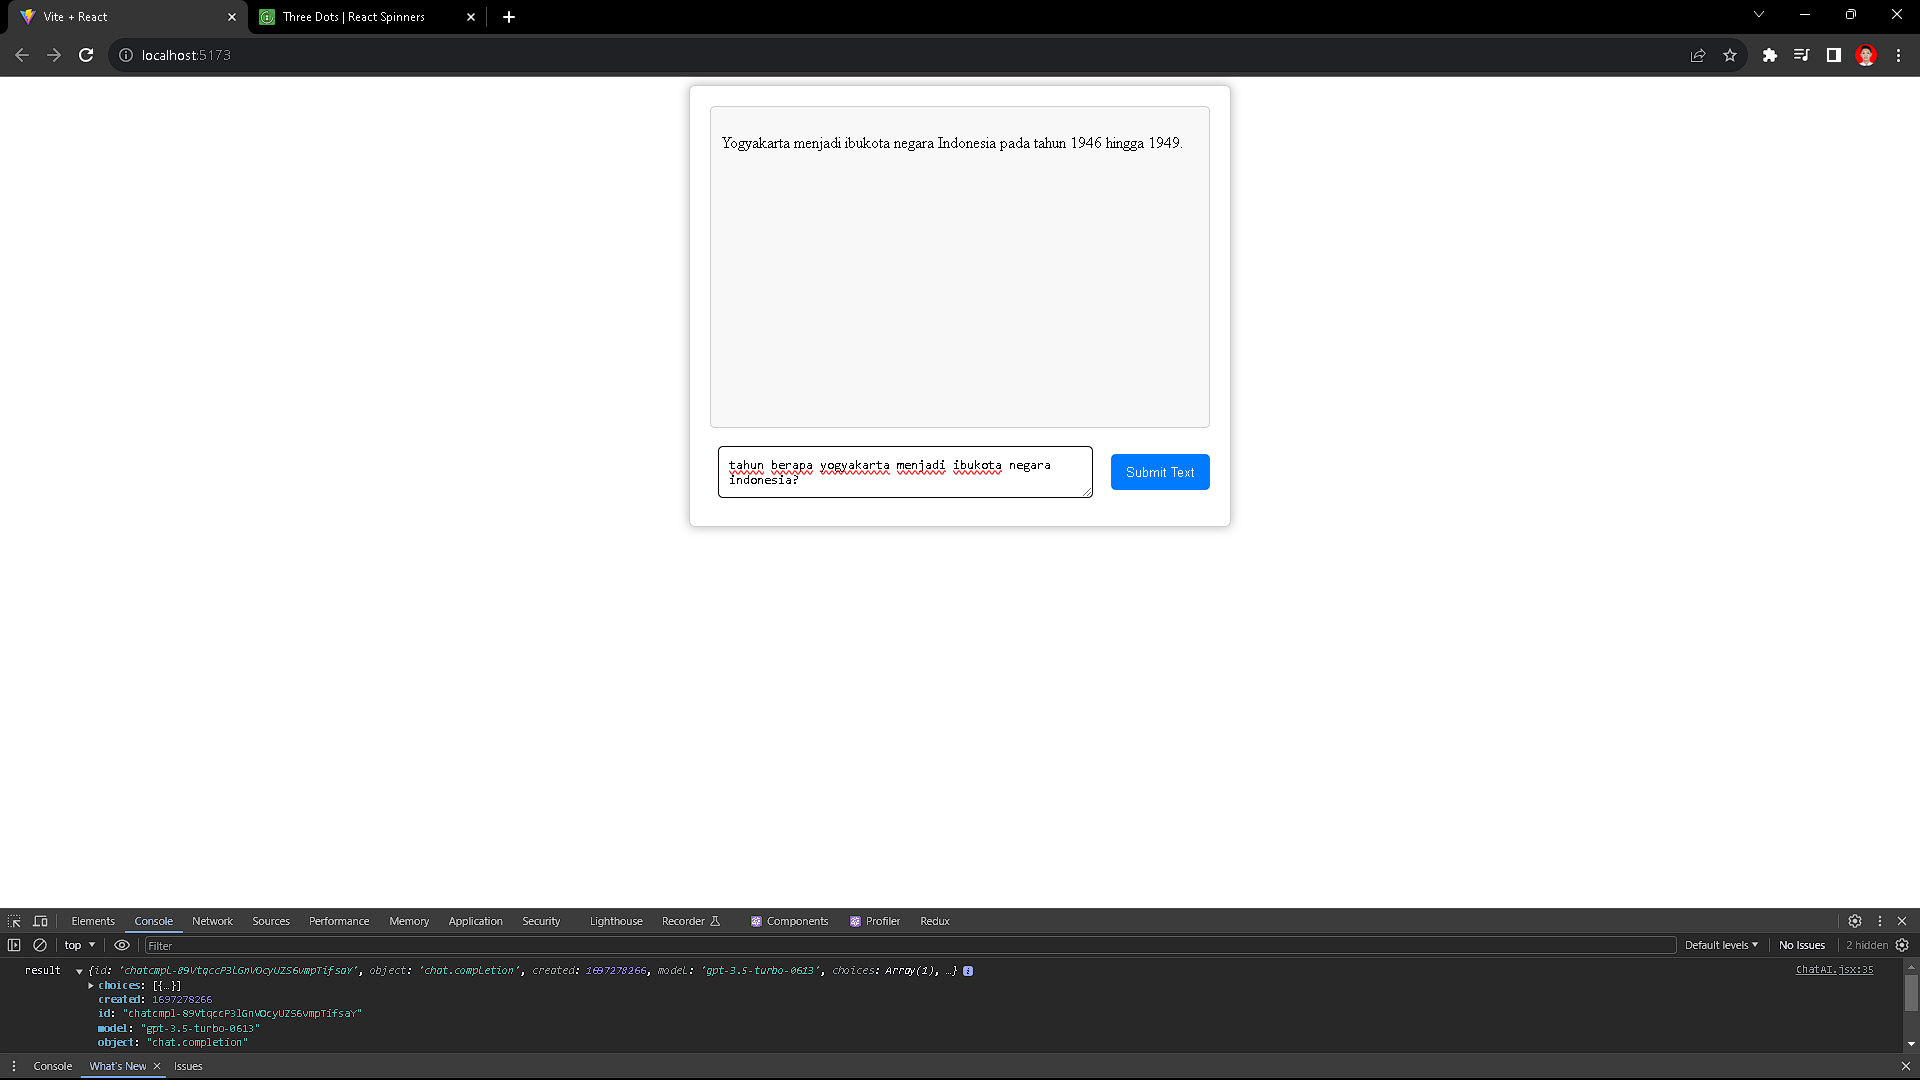 Vite + React
Three Dots | React Spinners
localhost:5173
Yogyakarta menjadi ibukota negara Indonesia pada tahun 1946 hingga 1949.
tahun berapa yogyakarta menjadi ibukota negara
indonesia?
Submit Text
Elements Console Network Sources Performance Memory Application Security Lighthouse Recorder Components Profiler Redux
top Filter Default levels No Issues 2 hidden
result {id: 'chatcmpl-89VtqccP3lGnVOcyUZS6vmpTifsaY', object: 'chat.completion', created: 1697278266, model: 'gpt-3.5-turbo-0613', choices: Array(1), …} ChatAI.jsx:35
choices: [{…}]
created: 1697278266
id: "chatcmpl-89VtqccP3lGnVOcyUZS6vmpTifsaY"
model: "gpt-3.5-turbo-0613"
object: "chat.completion"
Console What's New Issues